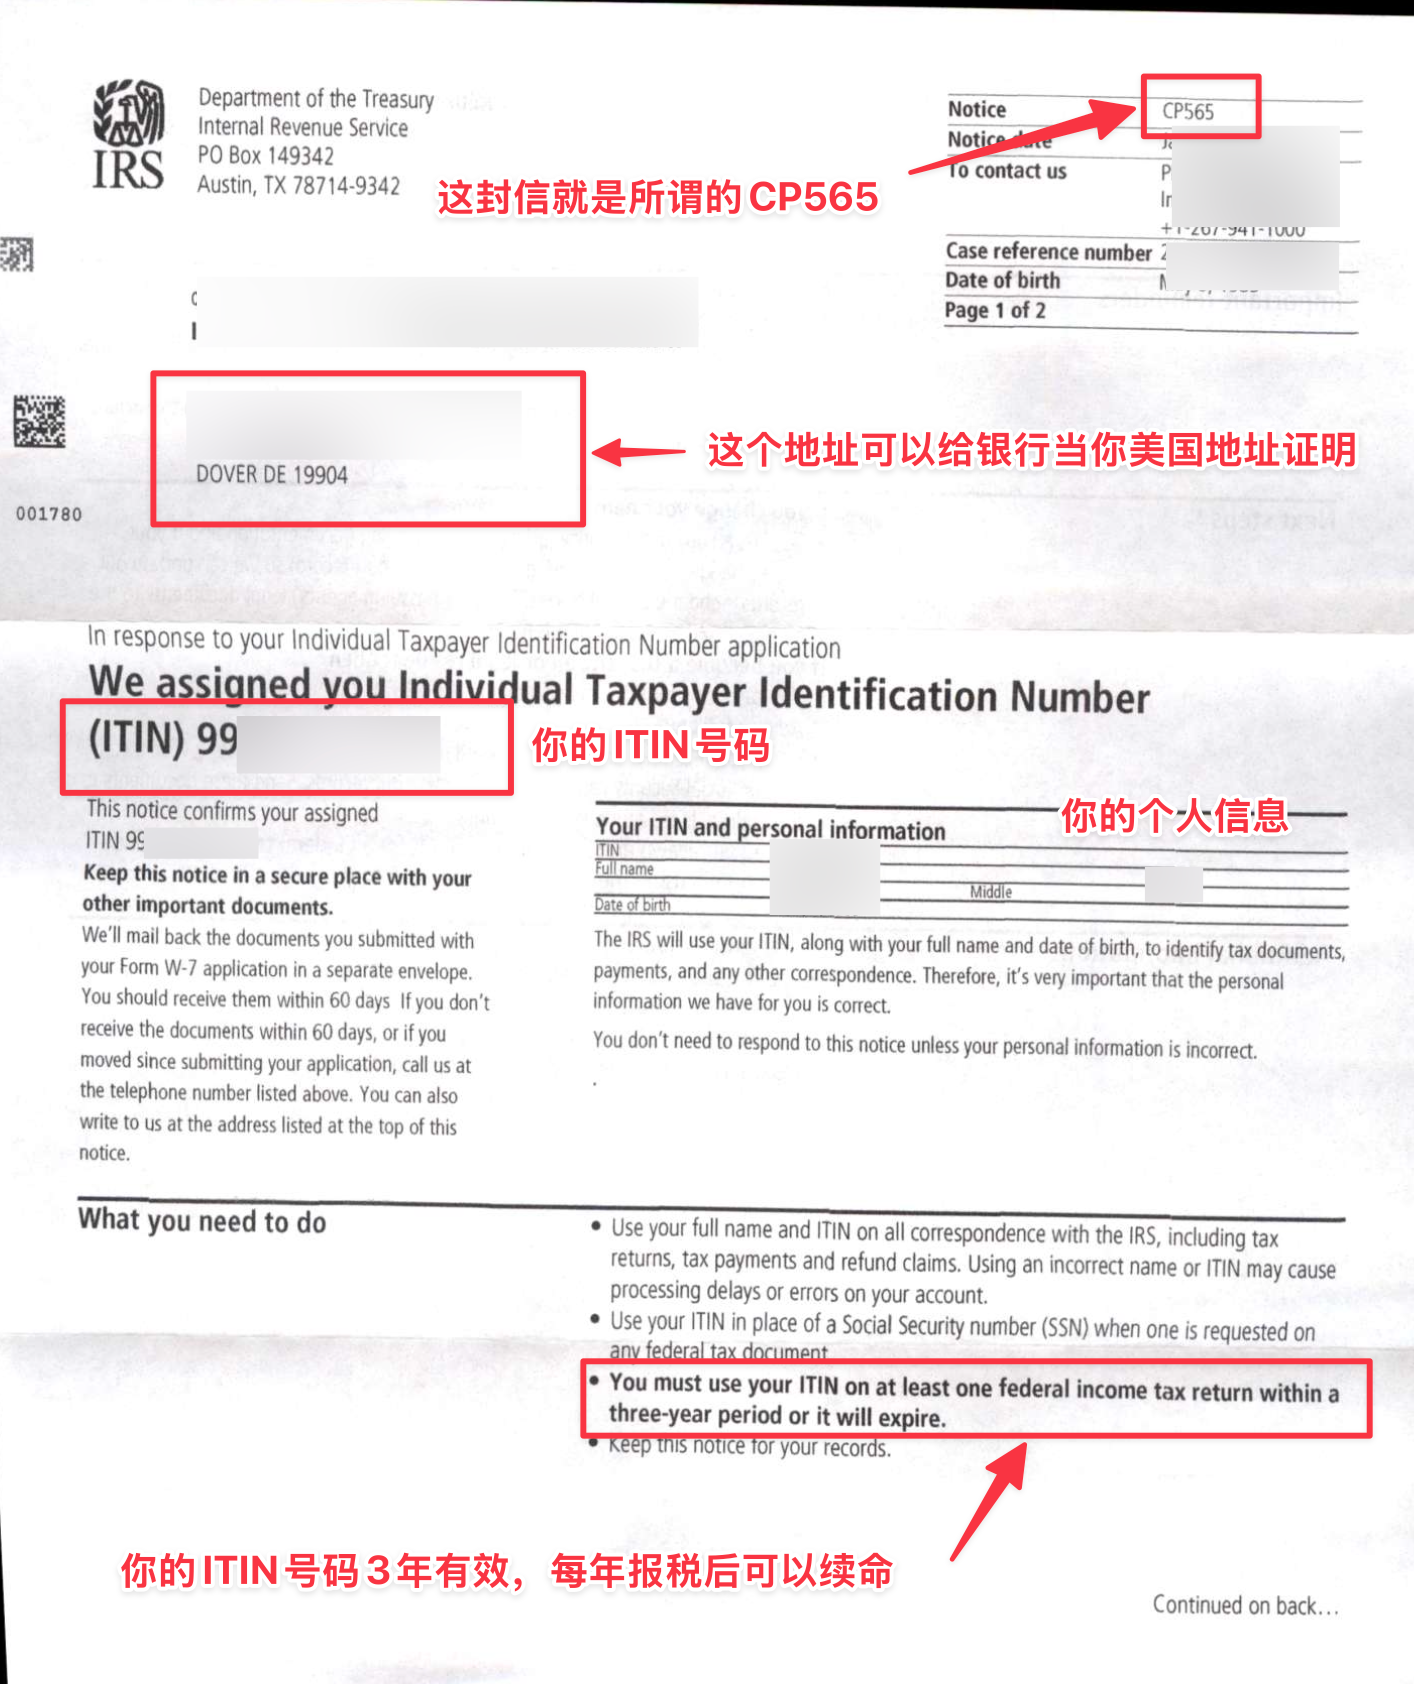 IRS
Department of the Treasury
Internal Revenue Service
PO Box 149342
Austin, TX 78714-9342
Notice CP565
Notice date
To contact us
+1-267-941-1000
Case reference number
Date of birth
Page 1 of 2
这封信就是所谓的CP565
DOVER DE 19904
这个地址可以给银行当你美国地址证明
001780
In response to your Individual Taxpayer Identification Number application
We assigned you Individual Taxpayer Identification Number
(ITIN) 99
你的ITIN号码
This notice confirms your assigned
ITIN 99
Keep this notice in a secure place with your
other important documents.
We'll mail back the documents you submitted with
your Form W-7 application in a separate envelope.
You should receive them within 60 days If you don't
receive the documents within 60 days, or if you
moved since submitting your application, call us at
the telephone number listed above. You can also
write to us at the address listed at the top of this
notice.
你的个人信息
Your ITIN and personal information
ITIN
Full name
Middle
Date of birth
The IRS will use your ITIN, along with your full name and date of birth, to identify tax documents,
payments, and any other correspondence. Therefore, it's very important that the personal
information we have for you is correct.
You don't need to respond to this notice unless your personal information is incorrect.
.
What you need to do
• Use your full name and ITIN on all correspondence with the IRS, including tax
returns, tax payments and refund claims. Using an incorrect name or ITIN may cause
processing delays or errors on your account.
• Use your ITIN in place of a Social Security number (SSN) when one is requested on
any federal tax document
• You must use your ITIN on at least one federal income tax return within a
three-year period or it will expire.
• Keep this notice for your records.
你的ITIN号码3年有效，每年报税后可以续命
Continued on back...